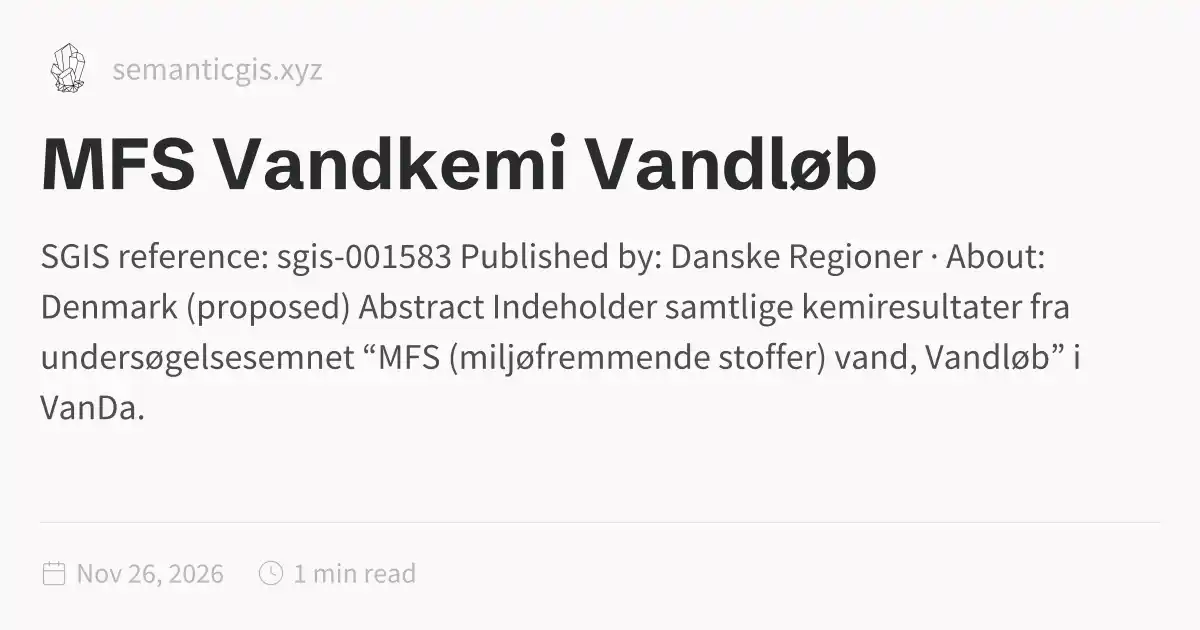 semanticgis.xyz
MFS Vandkemi Vandløb
SGIS reference: sgis-001583 Published by: Danske Regioner · About:
Denmark (proposed) Abstract Indeholder samtlige kemiresultater fra
undersøgelsesemnet “MFS (miljøfremmende stoffer) vand, Vandløb” i
VanDa.
Nov 26, 2026
1 min read